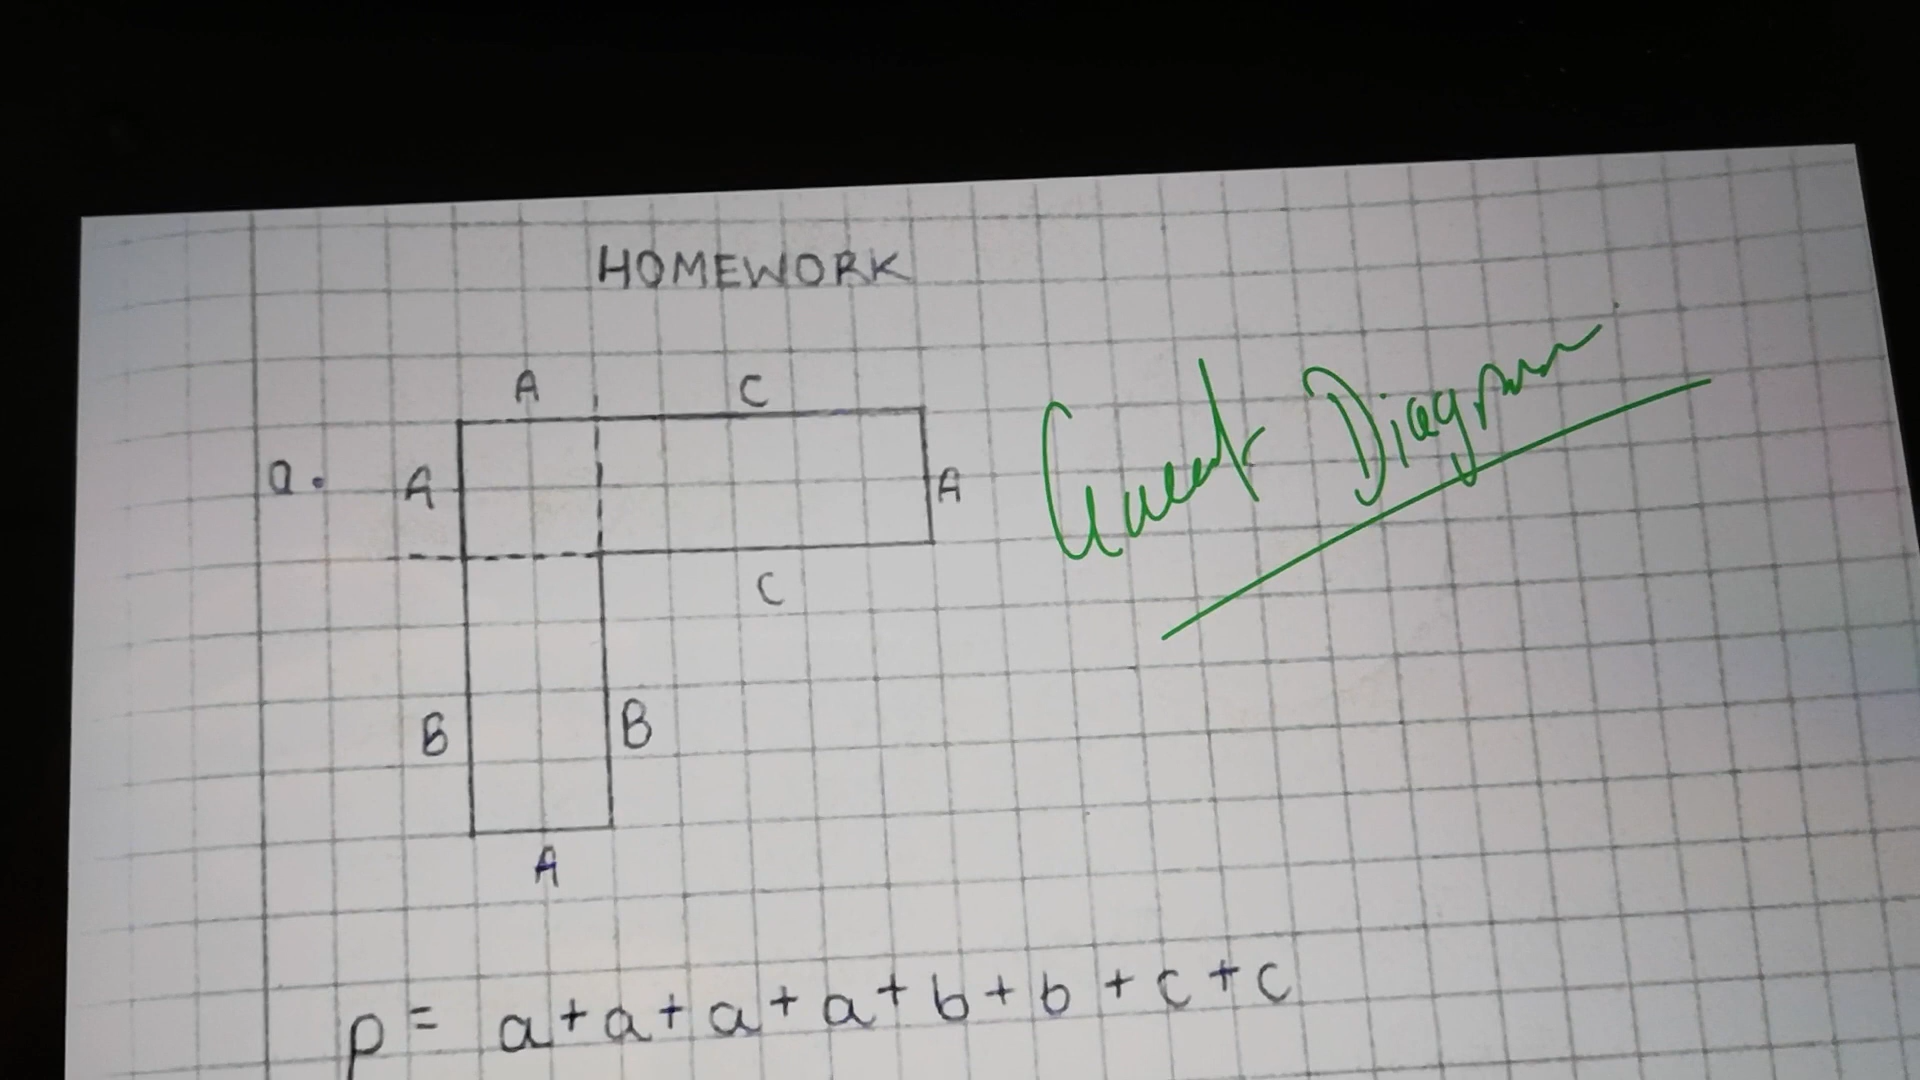 HOMEWORK
A C
a. A A
C
B B
A
Diagram
p = a + a + a + a + b + b + c + c